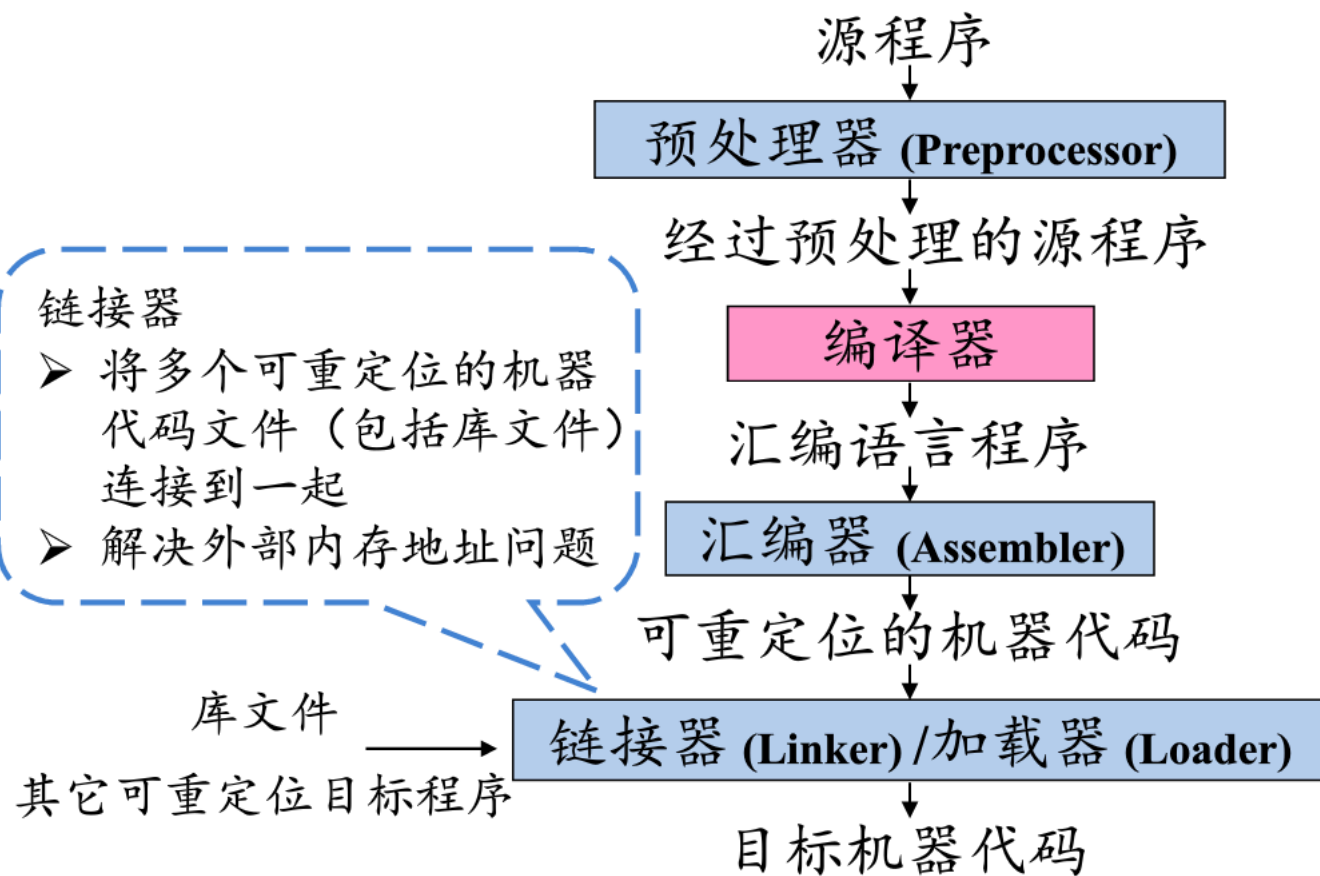 源程序
预处理器 (Preprocessor)
经过预处理的源程序
编译器
汇编语言程序
汇编器 (Assembler)
可重定位的机器代码
链接器 (Linker) /加载器 (Loader)
目标机器代码
链接器
➢ 将多个可重定位的机器
代码文件（包括库文件）
连接到一起
➢ 解决外部内存地址问题
库文件
其它可重定位目标程序